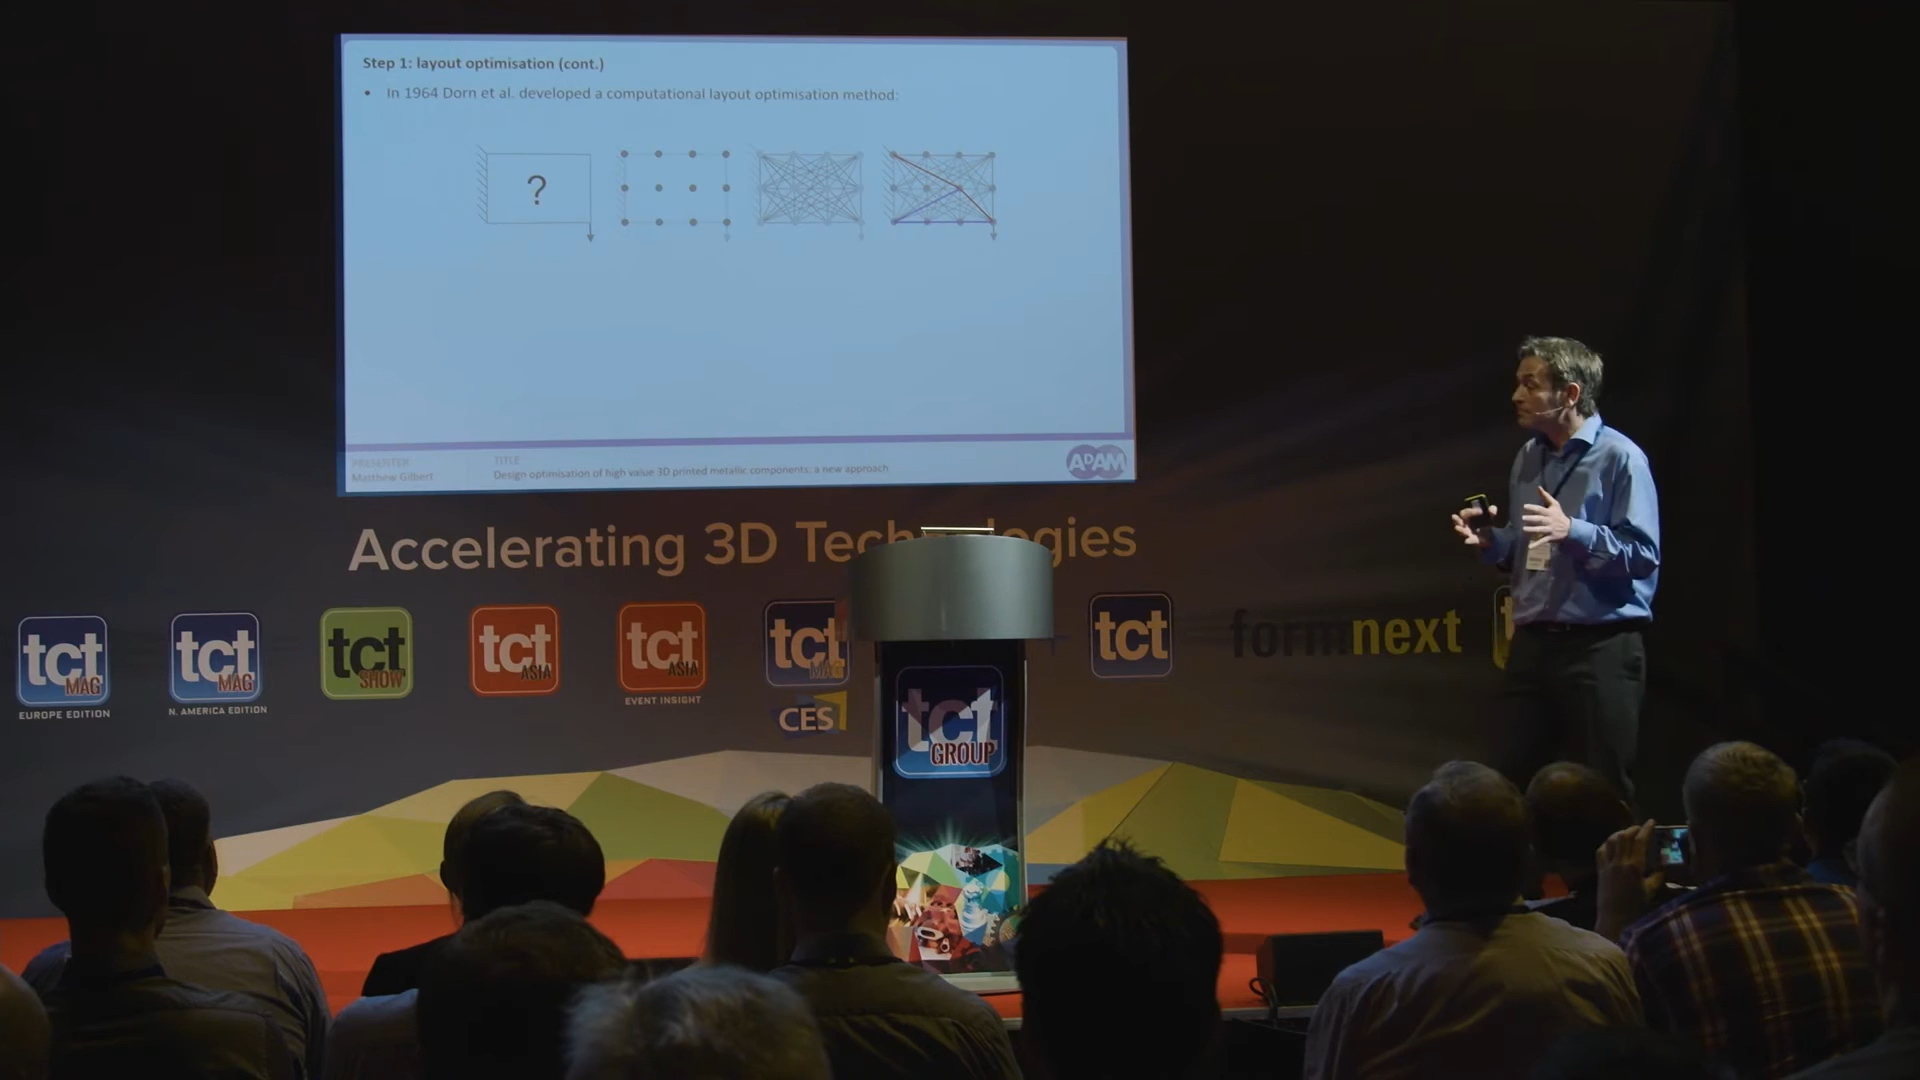 Step 1: layout optimisation (cont.)
• In 1964 Dorn et al. developed a computational layout optimisation method:
?
PRESENTER
Matthew Gilbert
TITLE
Design optimisation of high value 3D printed metallic components: a new approach
ADAM
Accelerating 3D Tech gies
tct
MAG
EUROPE EDITION
tct
MAG
N. AMERICA EDITION
tct
SHOW
tct
ASIA
tct
ASIA
EVENT INSIGHT
tct
MAG
CES
tct
GROUP
tct
formnext